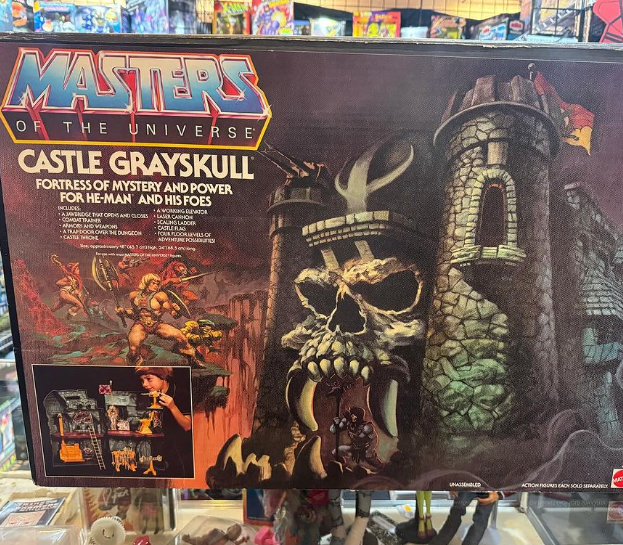 MASTERS
OF THE UNIVERSE
CASTLE GRAYSKULL
FORTRESS OF MYSTERY AND POWER
FOR HE-MAN™ AND HIS FOES
INCLUDES:
• A JAWBRIDGE THAT OPENS AND CLOSES
• COMBAT TRAINER
• ARMORS AND WEAPONS
• A TRAPDOOR OVER THE DUNGEON
• CASTLE THRONE
• A WORKING ELEVATOR
• LASER CANNON
• SCALING LADDER
• CASTLE FLAG
• FOUR FLOOR LEVELS OF
ADVENTURE POSSIBILITIES!
UNASSEMBLED
ACTION FIGURES EACH SOLD SEPARATELY.